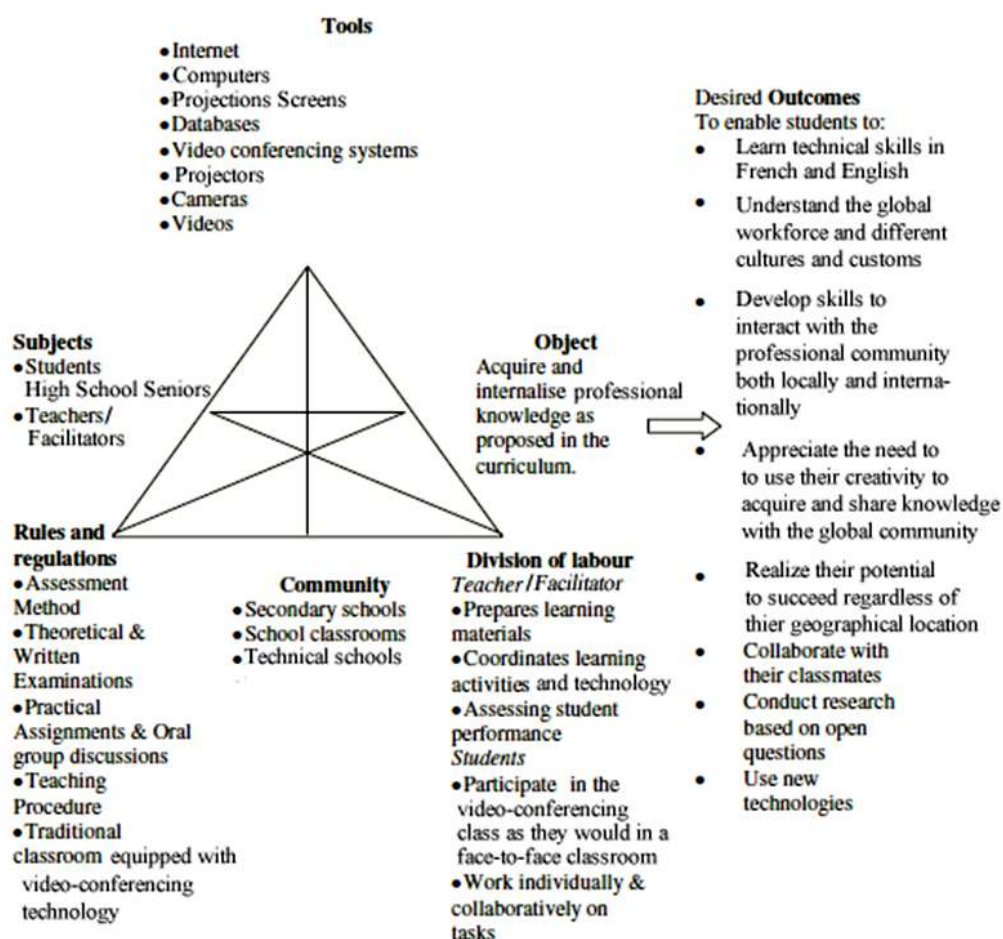 Tools
•Internet
•Computers
•Projections Screens
•Databases
•Video conferencing systems
• Projectors
•Cameras
•Videos
Subjects
•Students
High School Seniors
•Teachers/
Facilitators
Object
Acquire and
internalise professional
knowledge as
proposed in the
curriculum.
Desired Outcomes
To enable students to:
• Learn technical skills in
French and English
• Understand the global
workforce and different
cultures and customs
• Develop skills to
interact with the
professional community
both locally and interna-
tionally
• Appreciate the need to
to use their creativity to
acquire and share knowledge
with the global community
• Realize their potential
to succeed regardless of
thier geographical location
• Collaborate with
their classmates
• Conduct research
based on open
questions
• Use new
technologies
Rules and
regulations
•Assessment
Method
•Theoretical &
Written
Examinations
•Practical
Assignments & Oral
group discussions
•Teaching
Procedure
•Traditional
classroom equipped with
video-conferencing
technology
Community
•Secondary schools
•School classrooms
•Technical schools
Division of labour
Teacher/Facilitator
•Prepares learning
materials
•Coordinates learning
activities and technology
•Assessing student
performance
Students
•Participate in the
video-conferencing
class as they would in a
face-to-face classroom
•Work individually &
collaboratively on
tasks